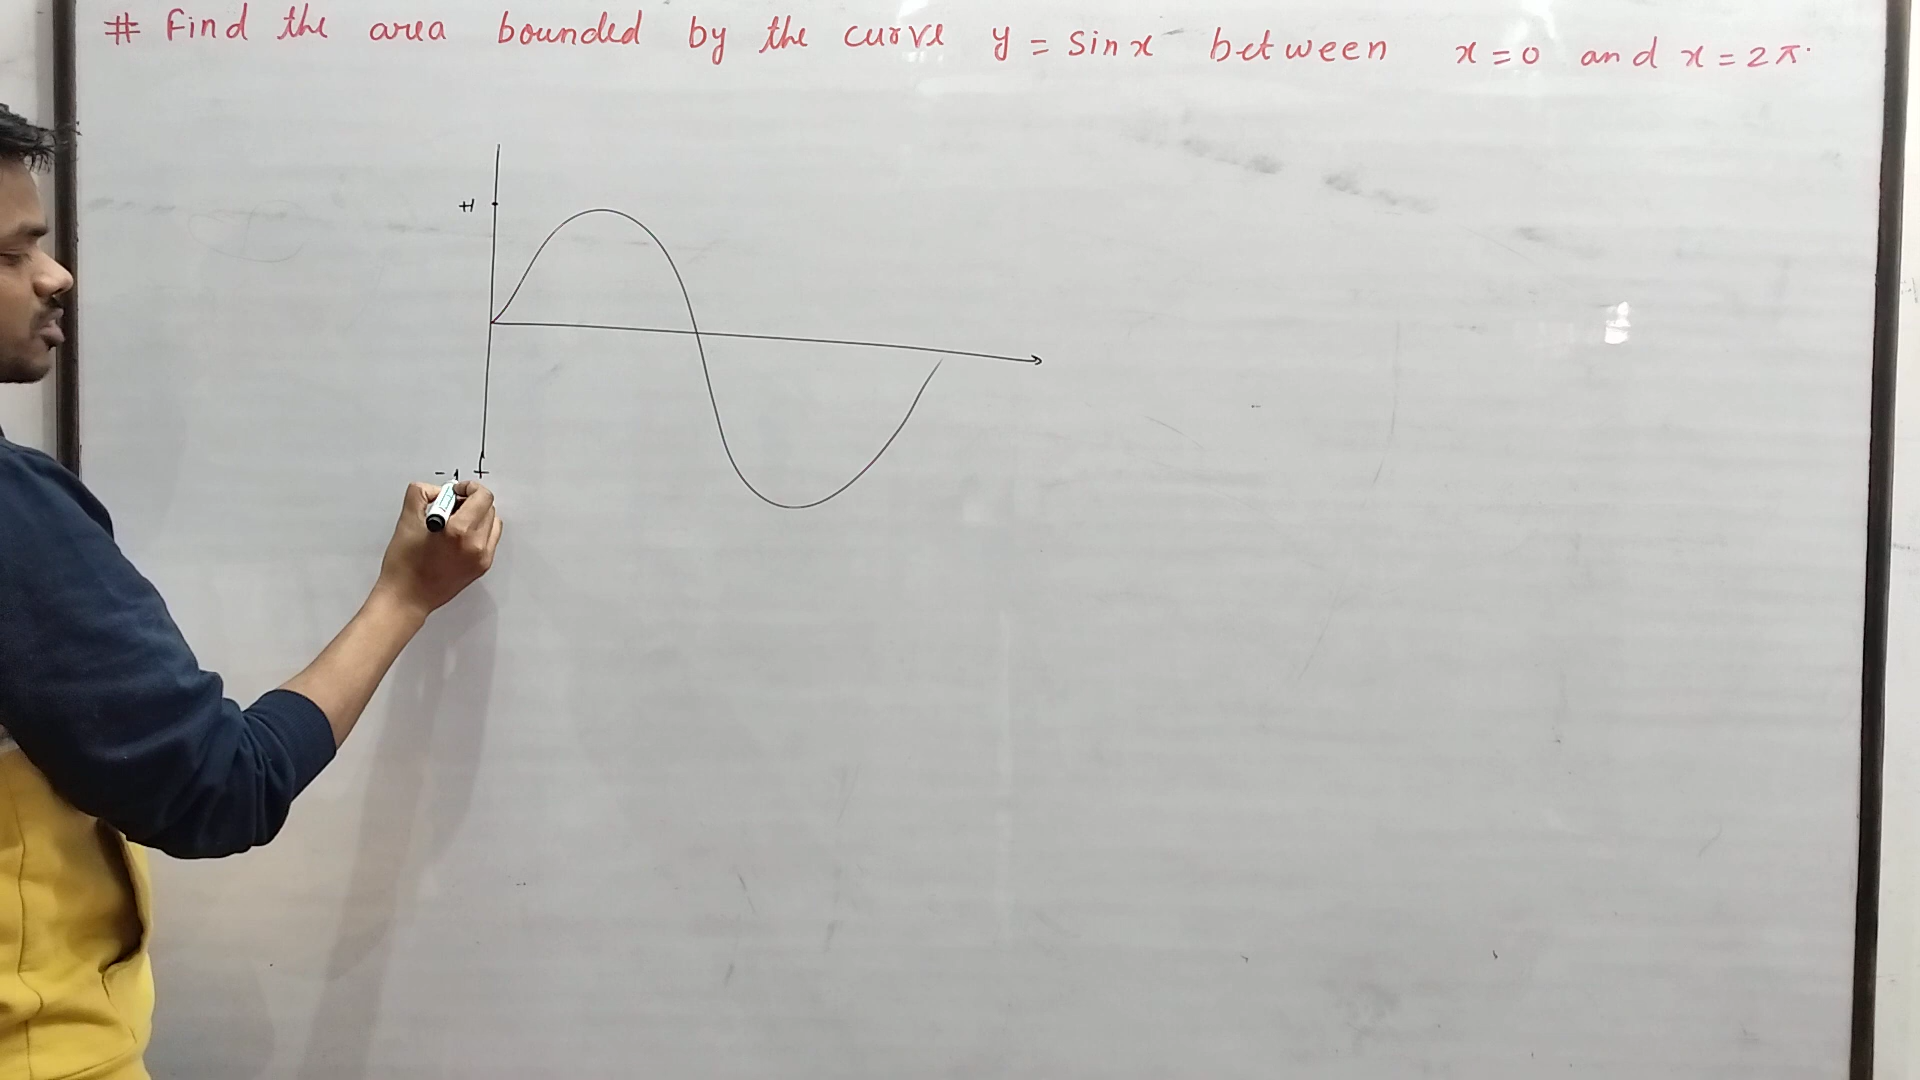 # Find the area bounded by the curve y = sin x between x = 0 and x = 2π.
+1
-1